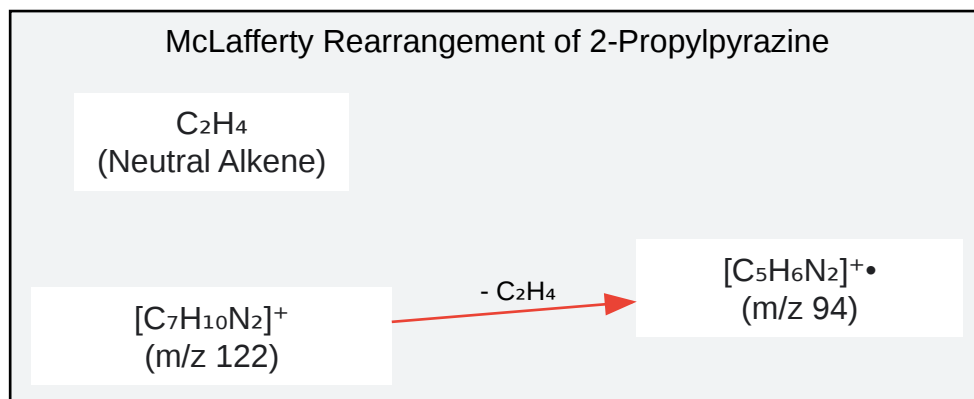 McLafferty Rearrangement of 2-Propylpyrazine
C₂H₄
(Neutral Alkene)
[C₅H₆N₂]⁺•
(m/z 94)
- C₂H₄
[C₇H₁₀N₂]⁺
(m/z 122)